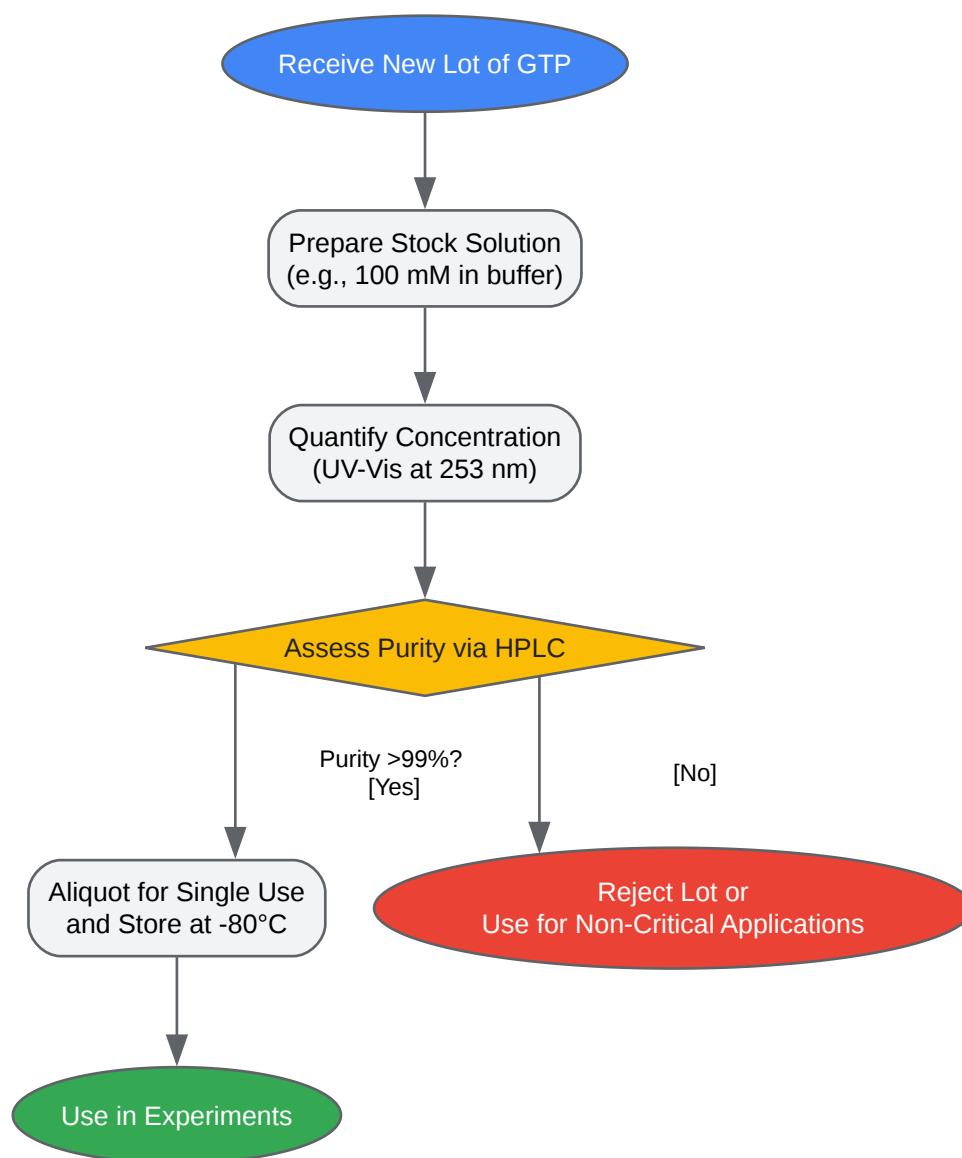 Receive New Lot of GTP
Prepare Stock Solution
(e.g., 100 mM in buffer)
Quantify Concentration
(UV-Vis at 253 nm)
Assess Purity via HPLC
Purity >99%?
[Yes]
[No]
Aliquot for Single Use
and Store at -80°C
Reject Lot or
Use for Non-Critical Applications
Use in Experiments